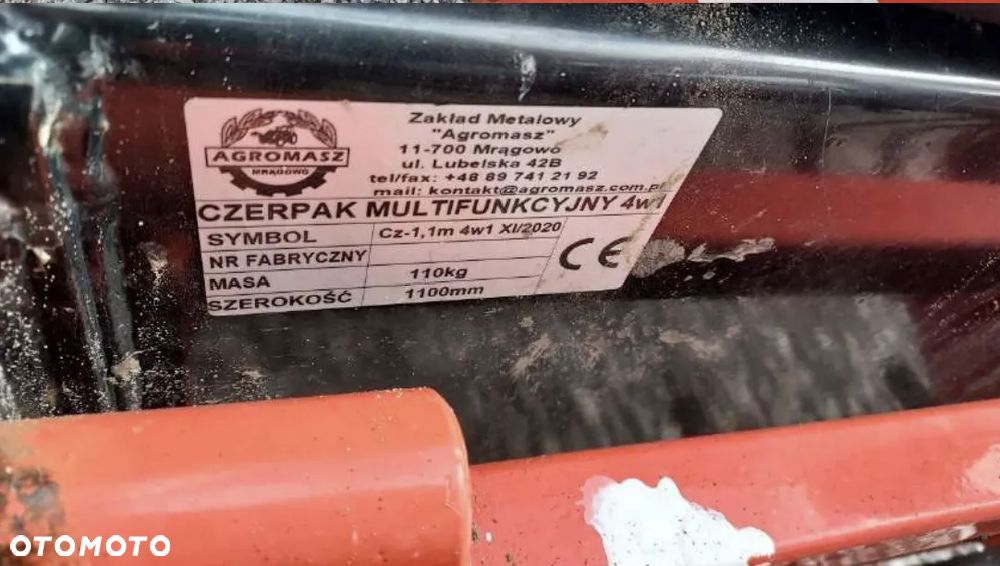 AGROMASZ
MRĄGOWO
Zakład Metalowy
"Agromasz"
11-700 Mrągowo
ul. Lubelska 42B
tel/fax: +48 89 741 21 92
mail: kontakt@agromasz.com.pl
CZERPAK MULTIFUNKCYJNY 4w1
SYMBOL Cz-1,1m 4w1 XI/2020
NR FABRYCZNY
MASA 110kg
SZEROKOŚĆ 1100mm
CE
OTOMOTO